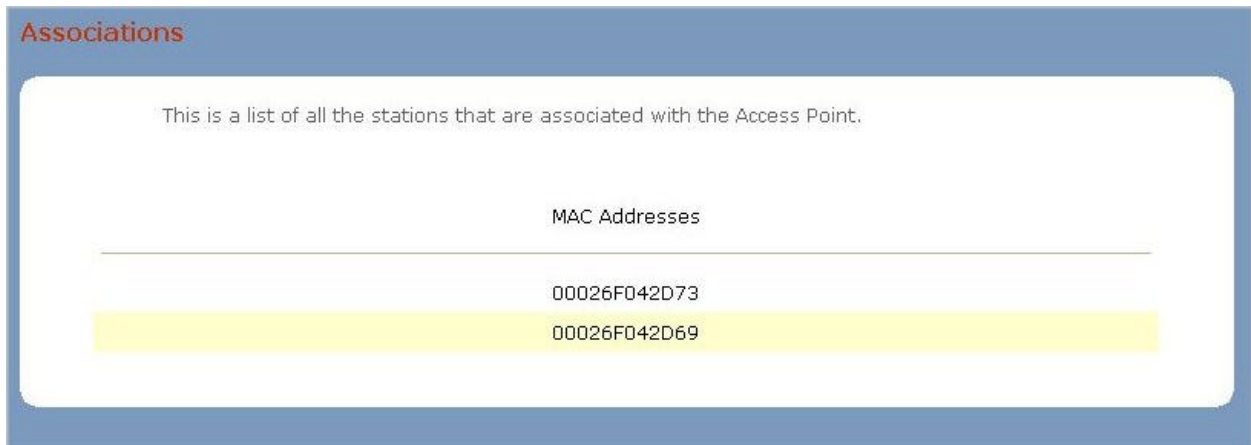 Associations
This is a list of all the stations that are associated with the Access Point.
MAC Addresses
00026F042D73
00026F042D69